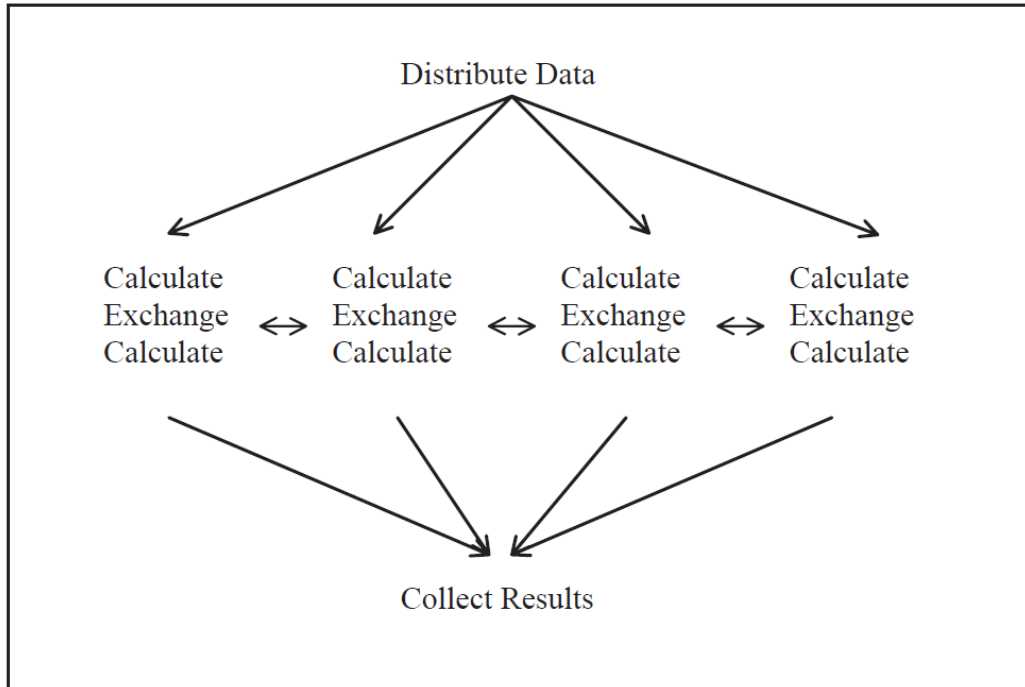 Distribute Data
Calculate
Exchange
Calculate
Calculate
Exchange
Calculate
Calculate
Exchange
Calculate
Calculate
Exchange
Calculate
Collect Results